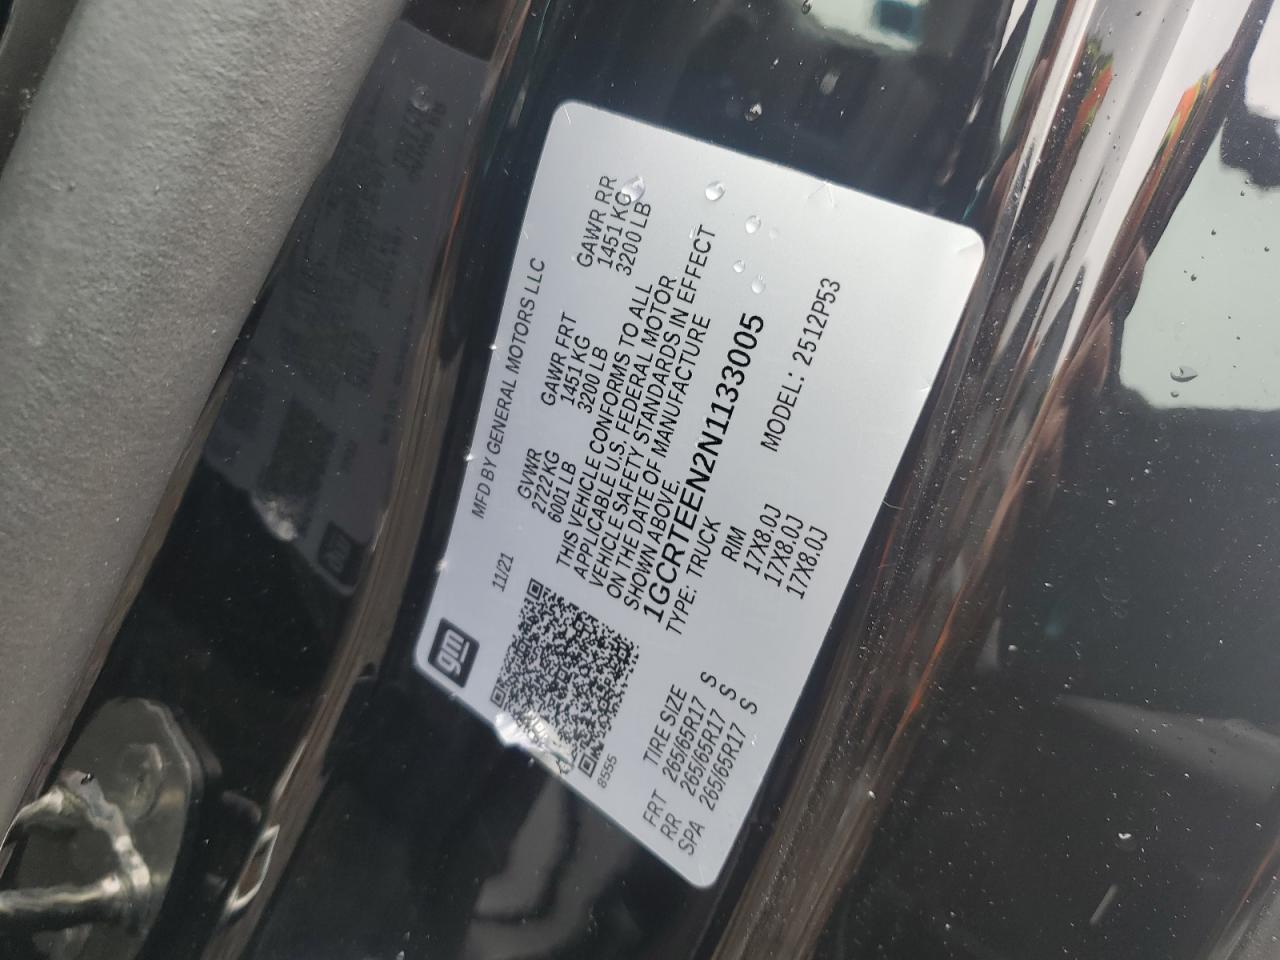 gm
11/21
MFD BY GENERAL MOTORS LLC
GVWR GAWR FRT GAWR RR
2722 KG 1451 KG 1451 KG
6001 LB 3200 LB 3200 LB
THIS VEHICLE CONFORMS TO ALL
APPLICABLE U.S. FEDERAL MOTOR
VEHICLE SAFETY STANDARDS IN EFFECT
ON THE DATE OF MANUFACTURE
SHOWN ABOVE
8555
1GCRTEEN2N1133005
TYPE: TRUCK MODEL: 2512P53
TIRE SIZE RIM
FRT 265/65R17 S 17X8.0J
RR 265/65R17 S 17X8.0J
SPA 265/65R17 S 17X8.0J